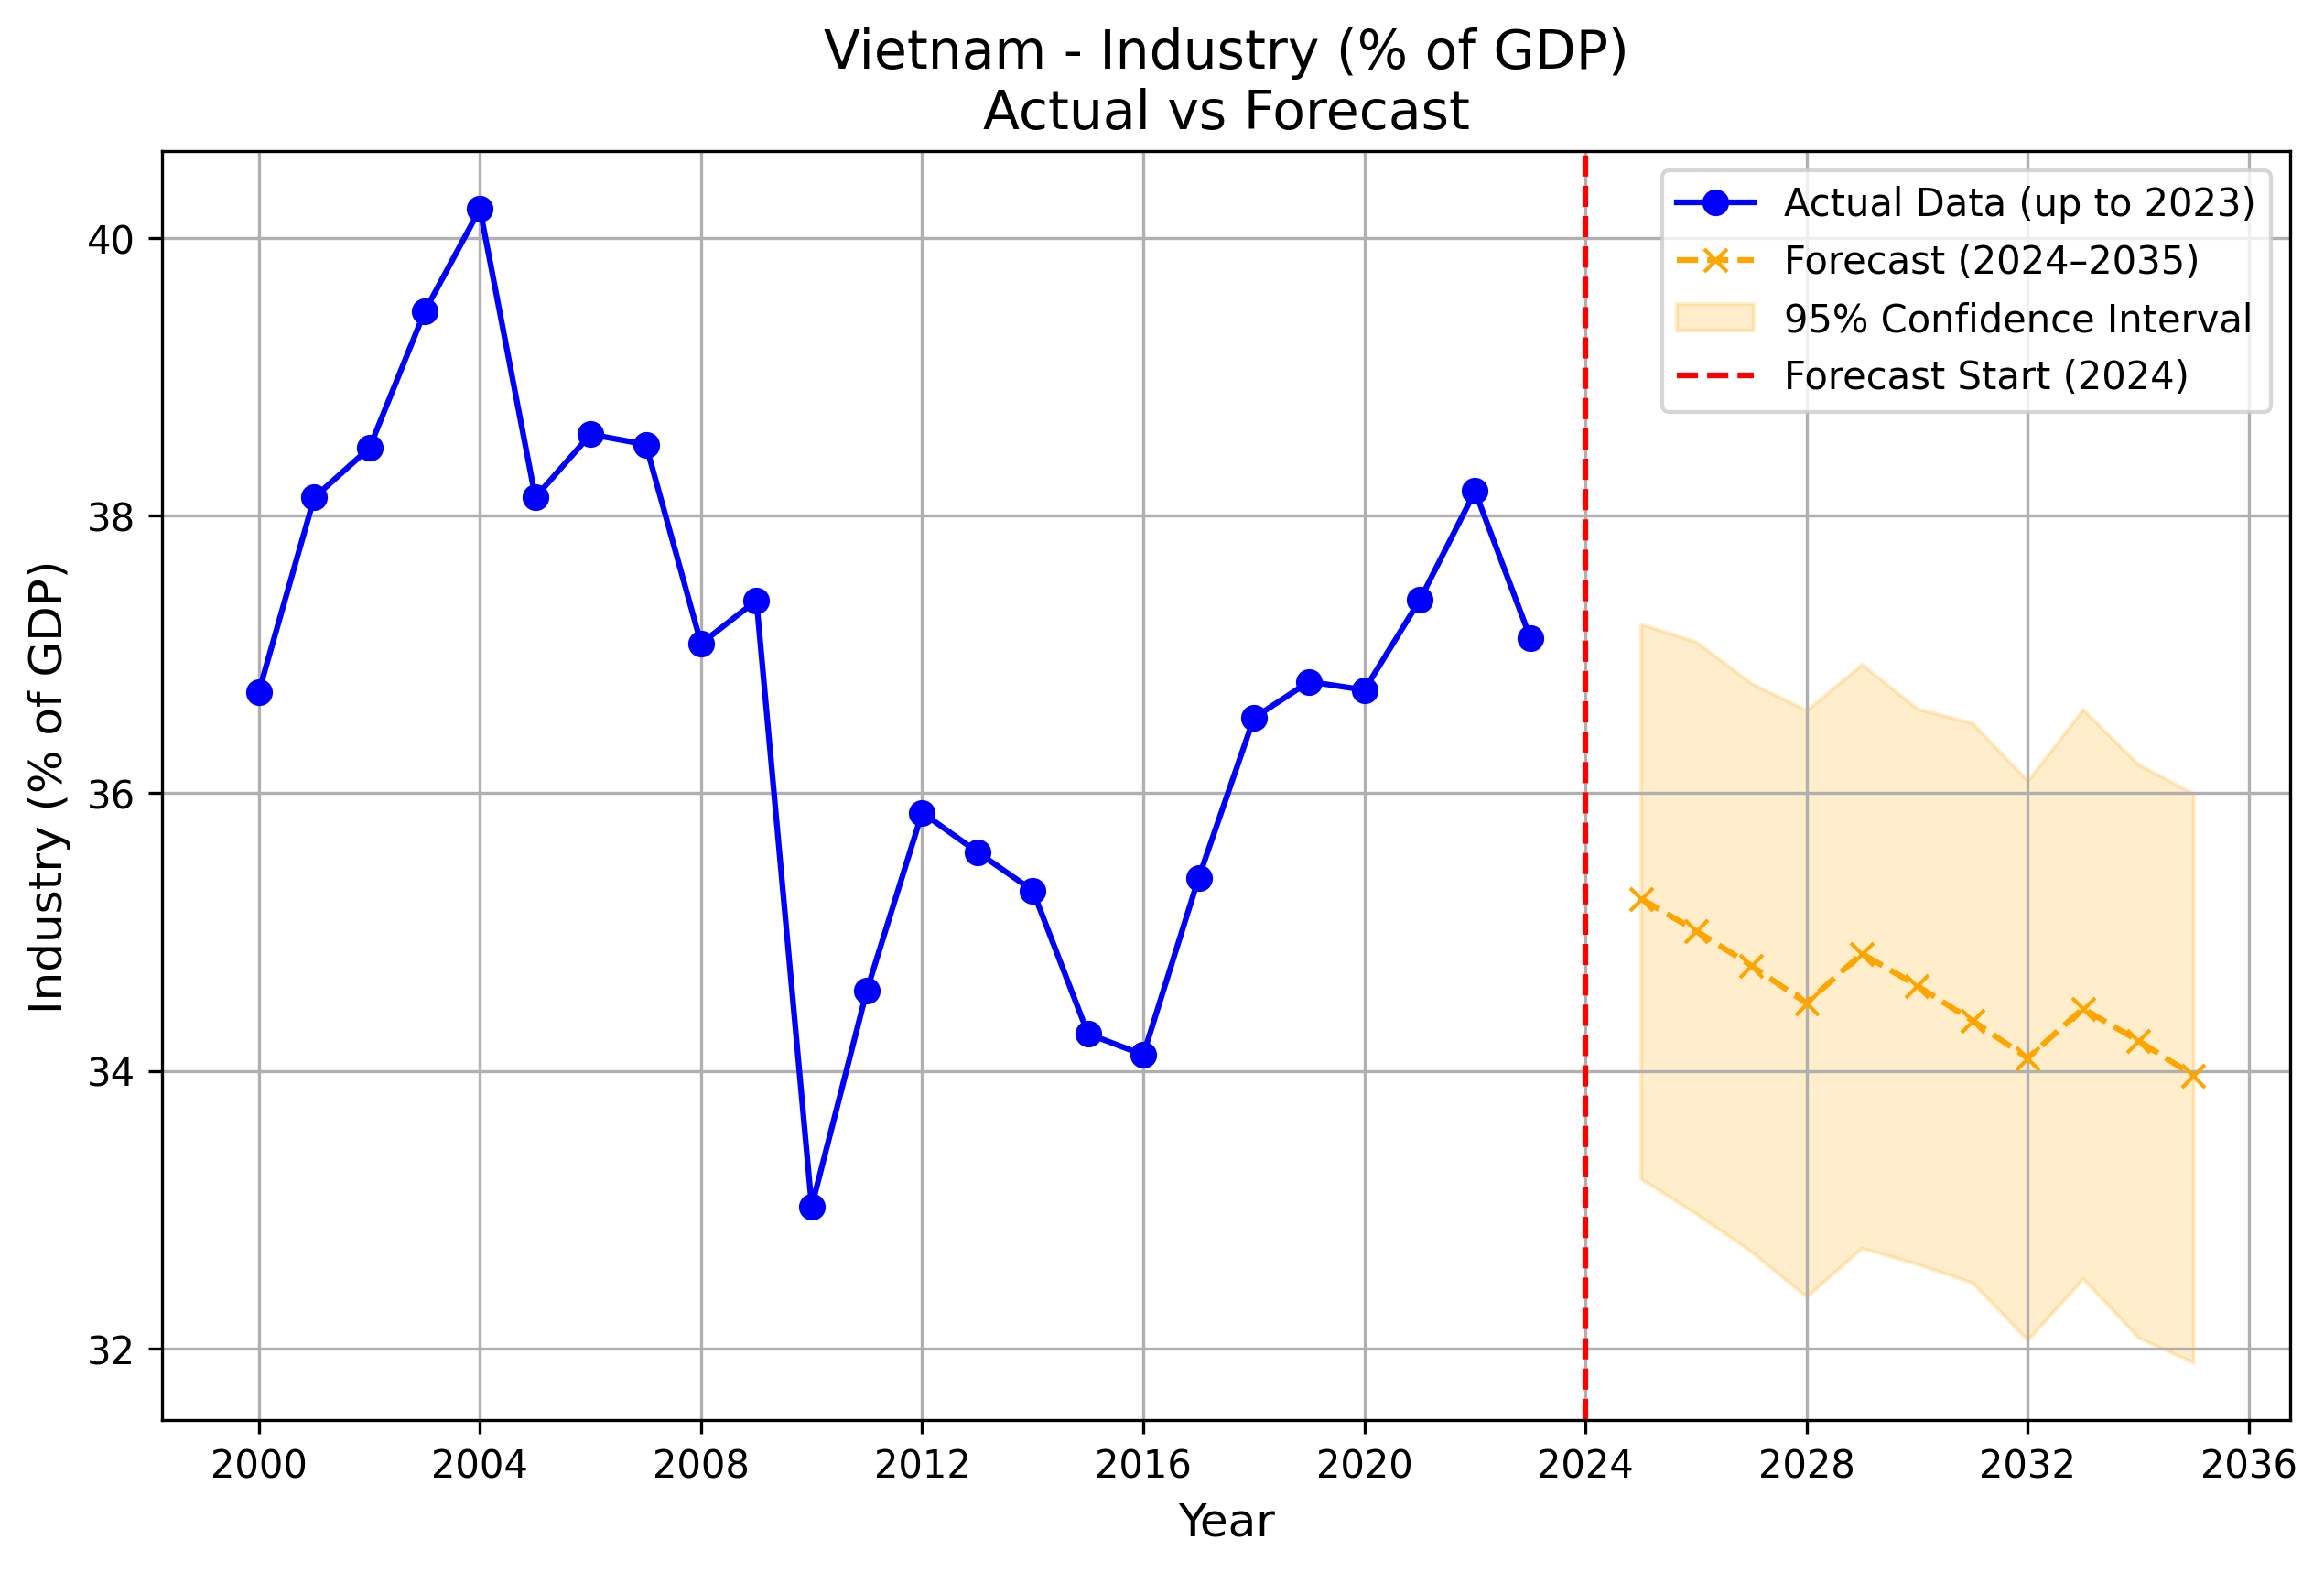 Vietnam - Industry (% of GDP)
Actual vs Forecast
Actual Data (up to 2023)
Forecast (2024–2035)
95% Confidence Interval
Forecast Start (2024)
Industry (% of GDP)
40
38
36
34
32
2000 2004 2008 2012 2016 2020 2024 2028 2032 2036
Year